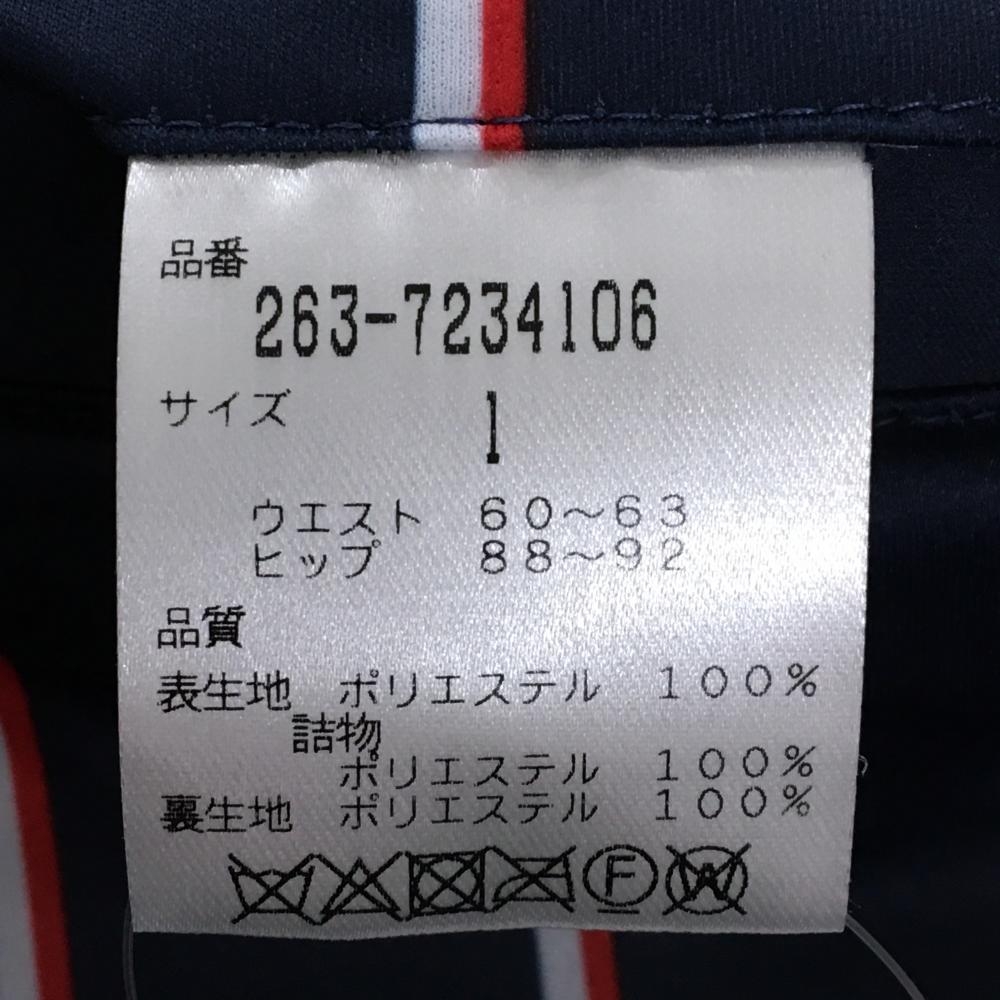 品番
263-7234106
サイズ 1
ウエスト 60～63
ヒップ 88～92
品質
表生地 ポリエステル 100%
詰物
ポリエステル 100%
裏生地 ポリエステル 100%
F W